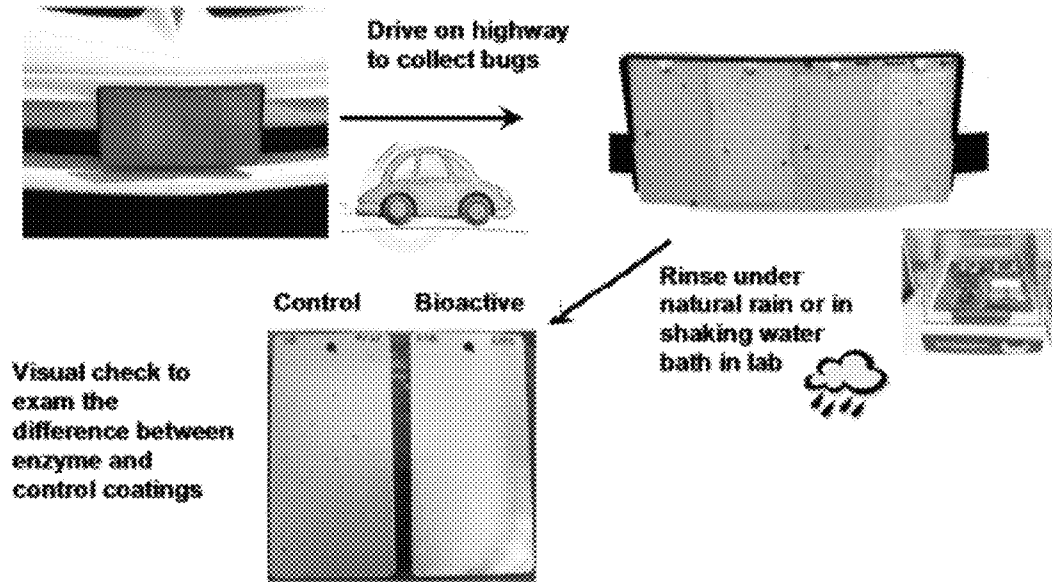 Drive on highway
to collect bugs
Rinse under
natural rain or in
shaking water
bath in lab
Control Bioactive
Visual check to
exam the
difference between
enzyme and
control coatings